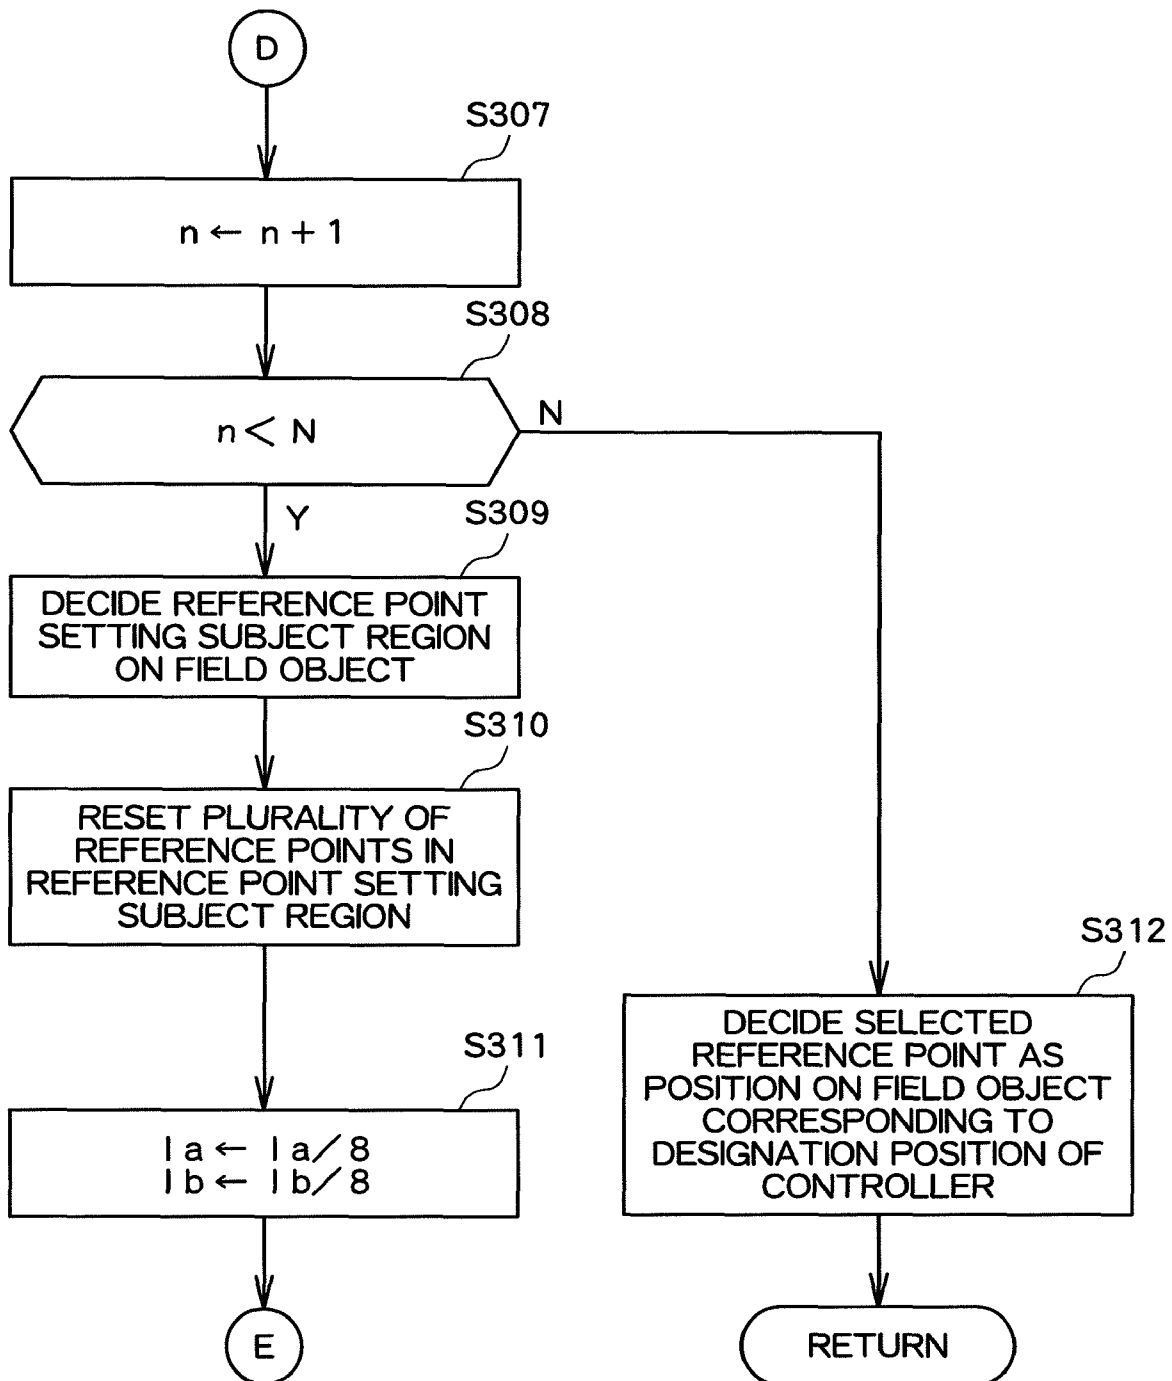 D
S307
n ← n + 1
S308
n < N
N
Y
S309
DECIDE REFERENCE POINT
SETTING SUBJECT REGION
ON FIELD OBJECT
S310
RESET PLURALITY OF
REFERENCE POINTS IN
REFERENCE POINT SETTING
SUBJECT REGION
S311
la ← la/8
lb ← lb/8
E
S312
DECIDE SELECTED
REFERENCE POINT AS
POSITION ON FIELD OBJECT
CORRESPONDING TO
DESIGNATION POSITION OF
CONTROLLER
RETURN